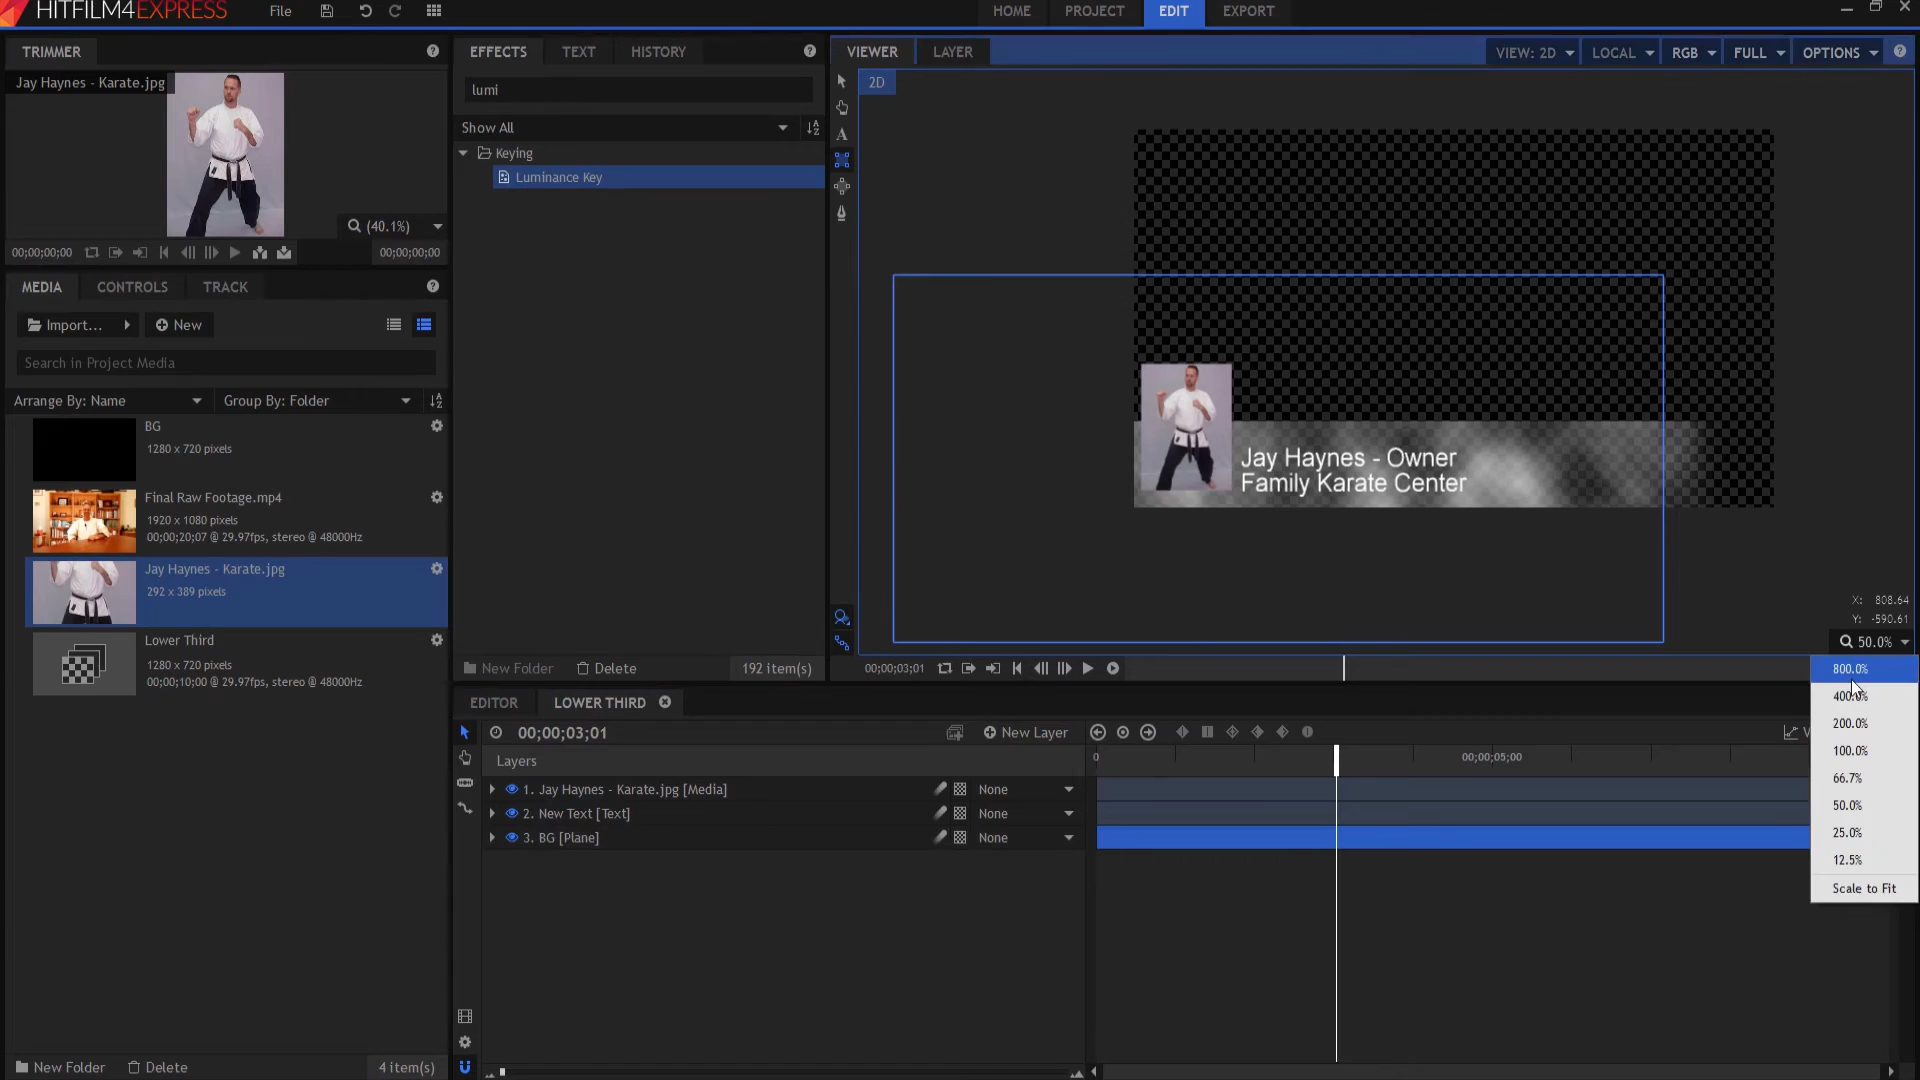 HITFILM4EXPRESS
File
HOME
PROJECT
EDIT
EXPORT
TRIMMER
Jay Haynes - Karate.jpg
(40.1%)
00;00;00;00
00;00;00;00
MEDIA
CONTROLS
TRACK
Import...
New
Search in Project Media
Arrange By: Name
Group By: Folder
BG
1280 x 720 pixels
Final Raw Footage.mp4
1920 x 1080 pixels
00;00;20;07 @ 29.97fps, stereo @ 48000Hz
Jay Haynes - Karate.jpg
292 x 389 pixels
Lower Third
1280 x 720 pixels
00;00;10;00 @ 29.97fps, stereo @ 48000Hz
New Folder
Delete
4 item(s)
EFFECTS
TEXT
HISTORY
lumi
Show All
Keying
Luminance Key
New Folder
Delete
192 item(s)
VIEWER
LAYER
VIEW: 2D
LOCAL
RGB
FULL
OPTIONS
2D
A
Jay Haynes - Owner
Family Karate Center
X: 808.64
Y: -590.61
50.0%
00;00;03;01
800.0%
400.0%
200.0%
100.0%
66.7%
50.0%
25.0%
12.5%
Scale to Fit
EDITOR
LOWER THIRD
00;00;03;01
New Layer
V
Layers
0
00;00;05;00
1. Jay Haynes - Karate.jpg [Media]
None
2. New Text [Text]
None
3. BG [Plane]
None